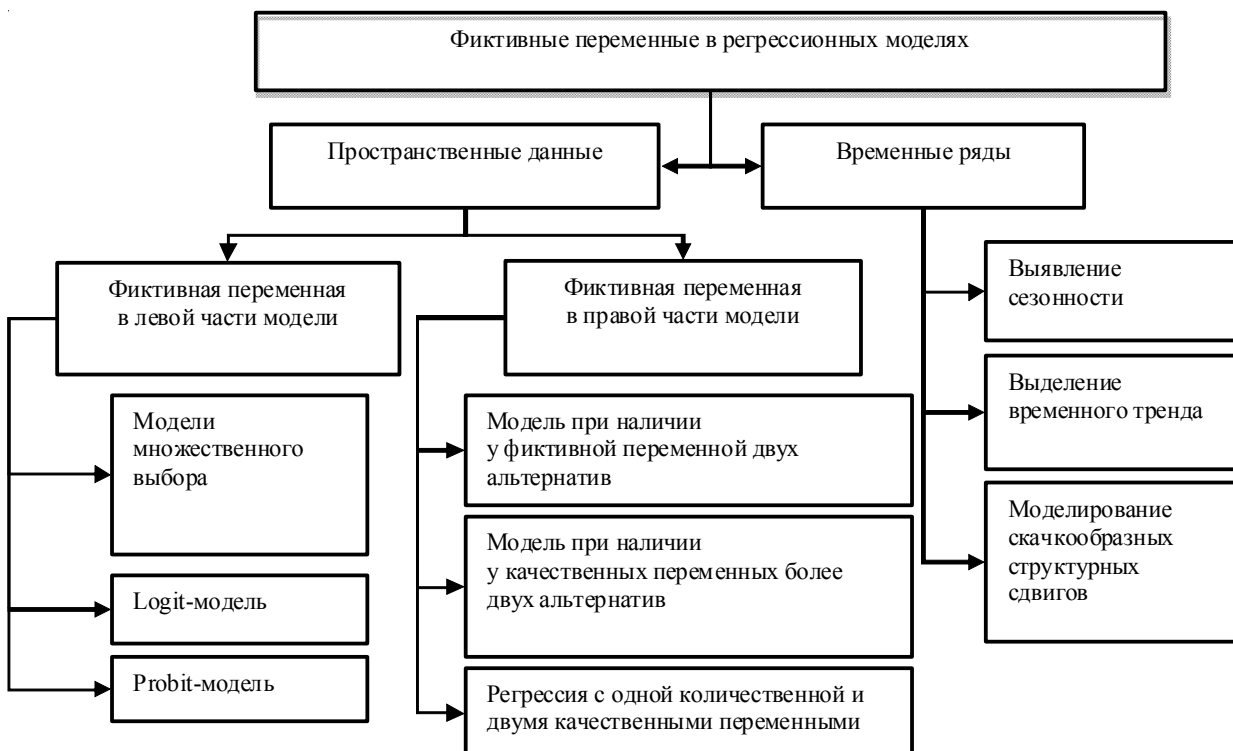 Фиктивные переменные в регрессионных моделях
Пространственные данные
Временные ряды
Фиктивная переменная
в левой части модели
Фиктивная переменная
в правой части модели
Модели
множественного
выбора
Logit-модель
Probit-модель
Модель при наличии
у фиктивной переменной двух
альтернатив
Модель при наличии
у качественных переменных более
двух альтернатив
Регрессия с одной количественной и
двумя качественными переменными
Выявление
сезонности
Выделение
временного тренда
Моделирование
скачкообразных
структурных
сдвигов